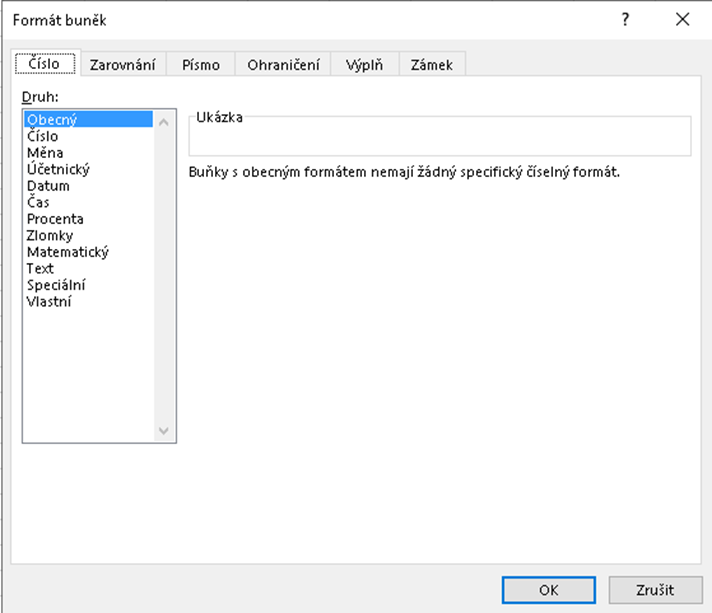 Formát buněk
Číslo Zarovnání Písmo Ohraničení Výplň Zámek
Druh:
Obecný
Číslo
Měna
Účetnický
Datum
Čas
Procenta
Zlomky
Matematický
Text
Speciální
Vlastní
Ukázka
Buňky s obecným formátem nemají žádný specifický číselný formát.
OK Zrušit